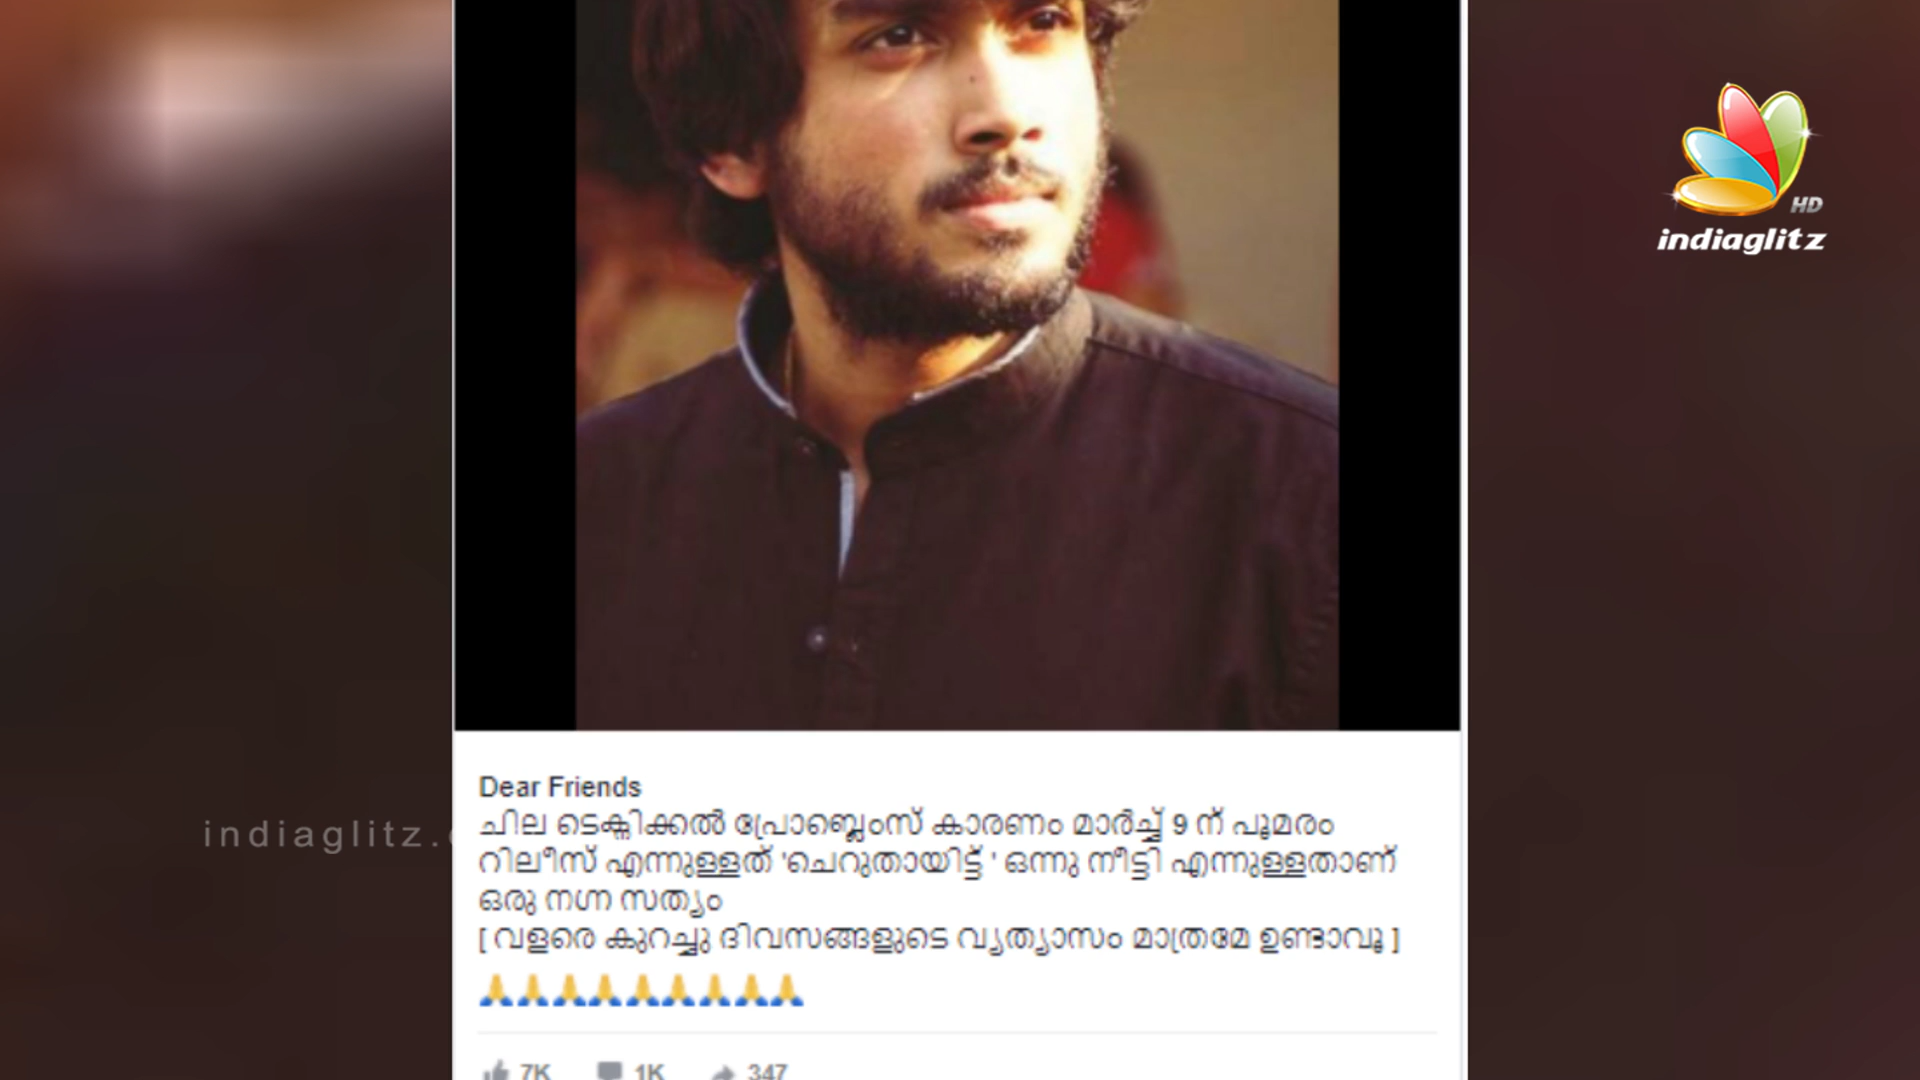 HD
indiaglitz
Dear Friends
indiaglitz.
ചില ടെക്നിക്കൽ പ്രോബ്ലെംസ് കാരണം മാർച്ച് 9 ന് പൂമരം
റിലീസ് എന്നുള്ളത് 'ചെറുതായിട്ട് ' ഒന്നു നീട്ടി എന്നുള്ളതാണ്
ഒരു നഗ്ന സത്യം
[ വളരെ കുറച്ചു ദിവസങ്ങളുടെ വ്യത്യാസം മാത്രമേ ഉണ്ടാവൂ ]
🙏🙏🙏🙏🙏🙏🙏🙏🙏
7K 1K 347